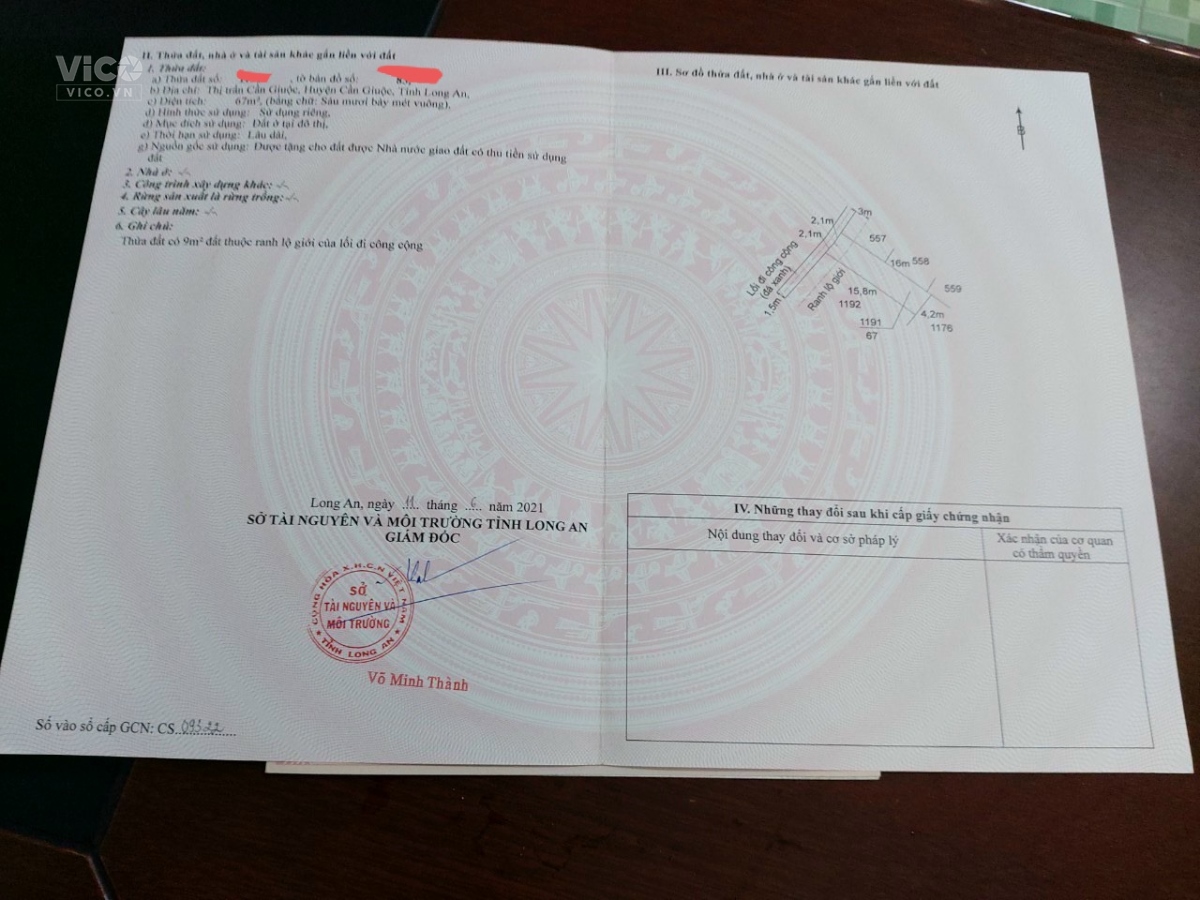 VICO
VICO.VN
II. Thửa đất, nhà ở và tài sản khác gắn liền với đất
1. Thửa đất:
a) Thửa đất số: , tờ bản đồ số:
b) Địa chỉ: Thị trấn Cần Giuộc, Huyện Cần Giuộc, Tỉnh Long An,
c) Diện tích: 67m², (bằng chữ: Sáu mươi bảy mét vuông),
d) Hình thức sử dụng: Sử dụng riêng,
đ) Mục đích sử dụng: Đất ở tại đô thị,
e) Thời hạn sử dụng: Lâu dài,
g) Nguồn gốc sử dụng: Được tặng cho đất được Nhà nước giao đất có thu tiền sử dụng
đất
2. Nhà ở: -/-
3. Công trình xây dựng khác: -/-
4. Rừng sản xuất là rừng trồng: -/-
5. Cây lâu năm: -/-
6. Ghi chú:
Thửa đất có 9m² đất thuộc ranh lộ giới của lối đi công cộng
Long An, ngày 11 tháng 6 năm 2021
SỞ TÀI NGUYÊN VÀ MÔI TRƯỜNG TỈNH LONG AN
GIÁM ĐỐC
CỘNG HÒA X.H.C.N VIỆT NAM
SỞ
TÀI NGUYÊN VÀ
MÔI TRƯỜNG
★ TỈNH LONG AN ★
Võ Minh Thành
Số vào sổ cấp GCN: CS 09322
III. Sơ đồ thửa đất, nhà ở và tài sản khác gắn liền với đất
B
3m
2,1m
2,1m
557
16m
558
559
Lối đi công cộng
(đá xanh)
1,5m
Ranh lộ giới
15,8m
1192
4,2m
1176
1191
67
IV. Những thay đổi sau khi cấp giấy chứng nhận
Nội dung thay đổi và cơ sở pháp lý
Xác nhận của cơ quan
có thẩm quyền